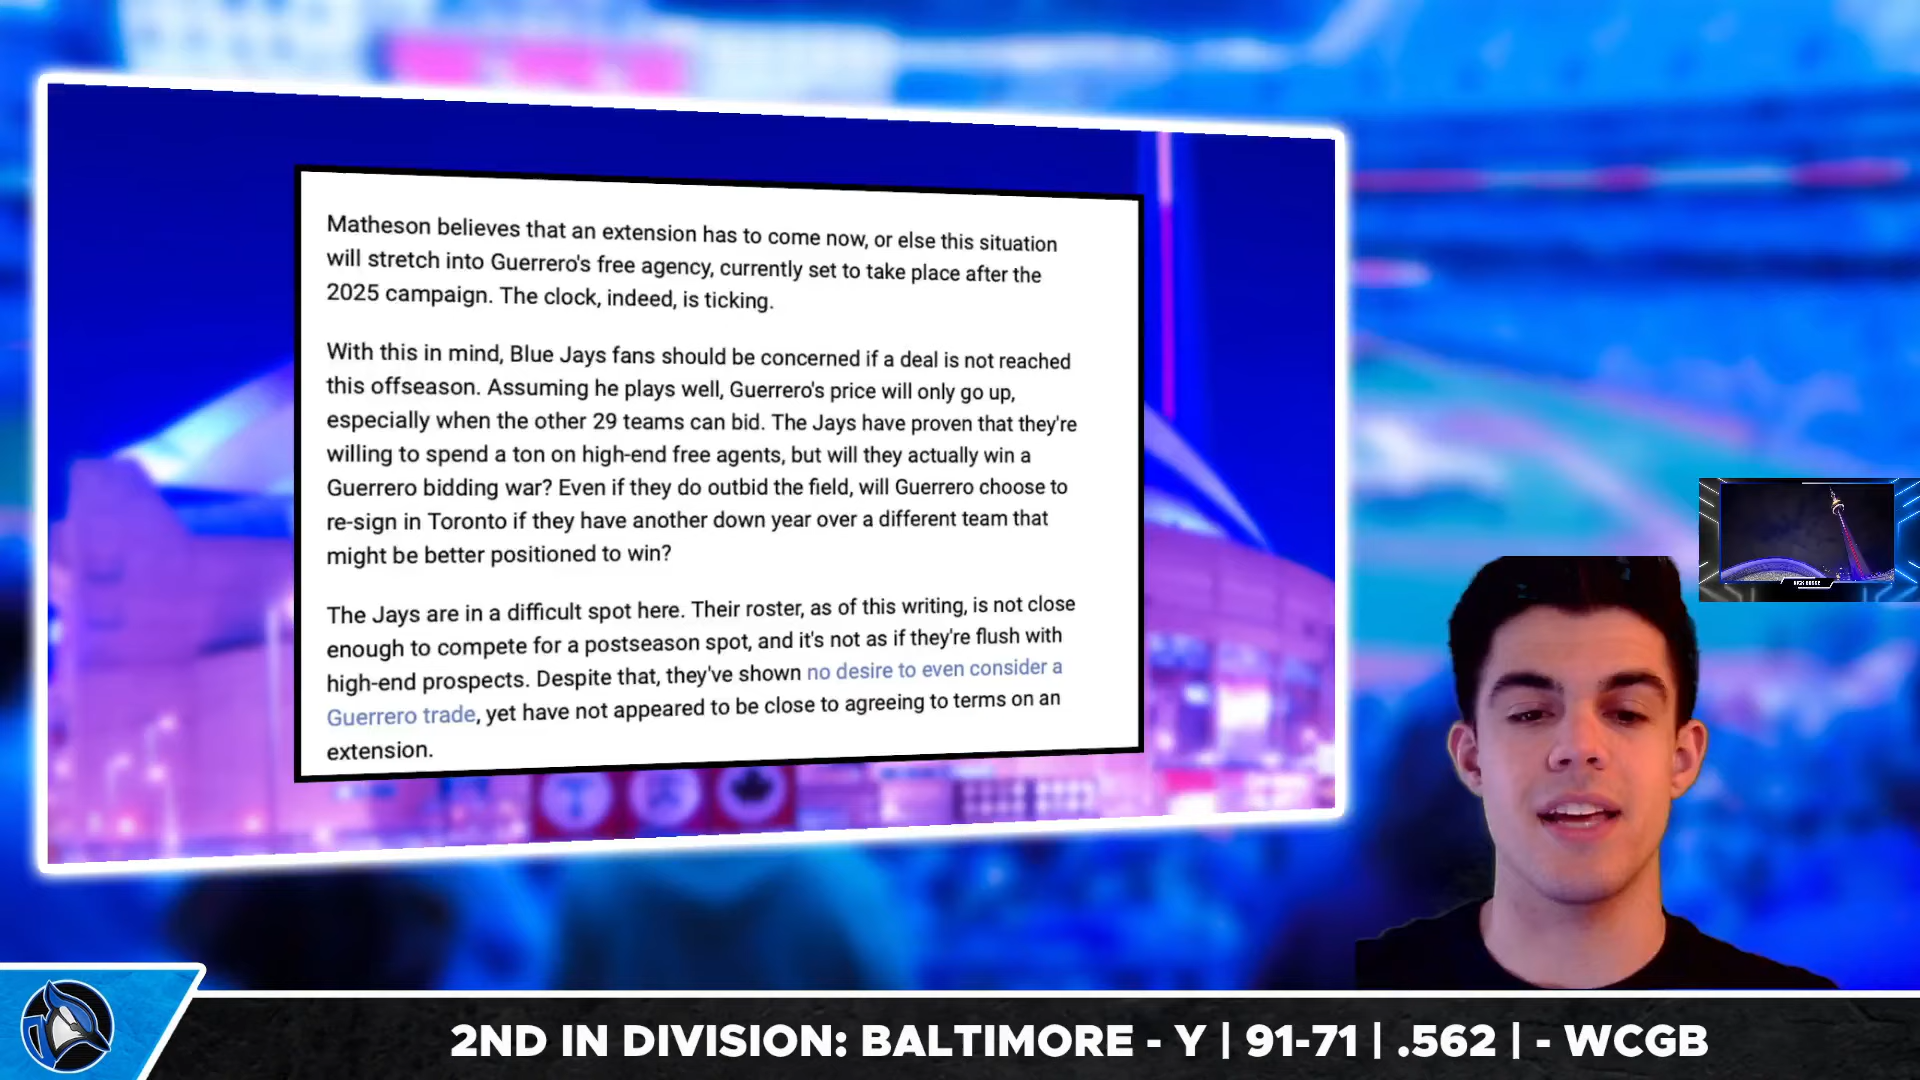 Matheson believes that an extension has to come now, or else this situation
will stretch into Guerrero's free agency, currently set to take place after the
2025 campaign. The clock, indeed, is ticking.
With this in mind, Blue Jays fans should be concerned if a deal is not reached
this offseason. Assuming he plays well, Guerrero's price will only go up,
especially when the other 29 teams can bid. The Jays have proven that they're
willing to spend a ton on high-end free agents, but will they actually win a
Guerrero bidding war? Even if they do outbid the field, will Guerrero choose to
re-sign in Toronto if they have another down year over a different team that
might be better positioned to win?
The Jays are in a difficult spot here. Their roster, as of this writing, is not close
enough to compete for a postseason spot, and it's not as if they're flush with
high-end prospects. Despite that, they've shown no desire to even consider a
Guerrero trade, yet have not appeared to be close to agreeing to terms on an
extension.
2ND IN DIVISION: BALTIMORE - Y | 91-71 | .562 | - WCGB